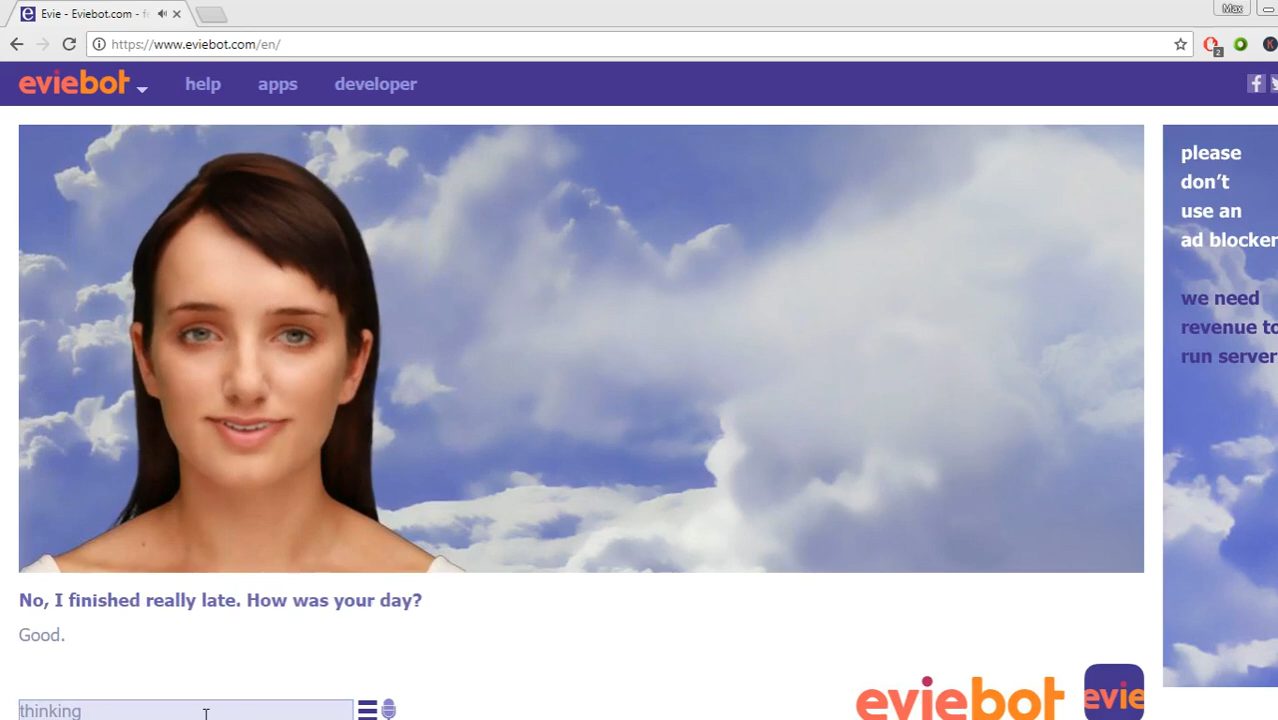 Evie - Eviebot.com - f
Max
https://www.eviebot.com/en/
2
K
eviebot
help
apps
developer
f
please
don't
use an
ad blocker
we need
revenue to
run server
No, I finished really late. How was your day?
Good.
thinking
eviebot
evie